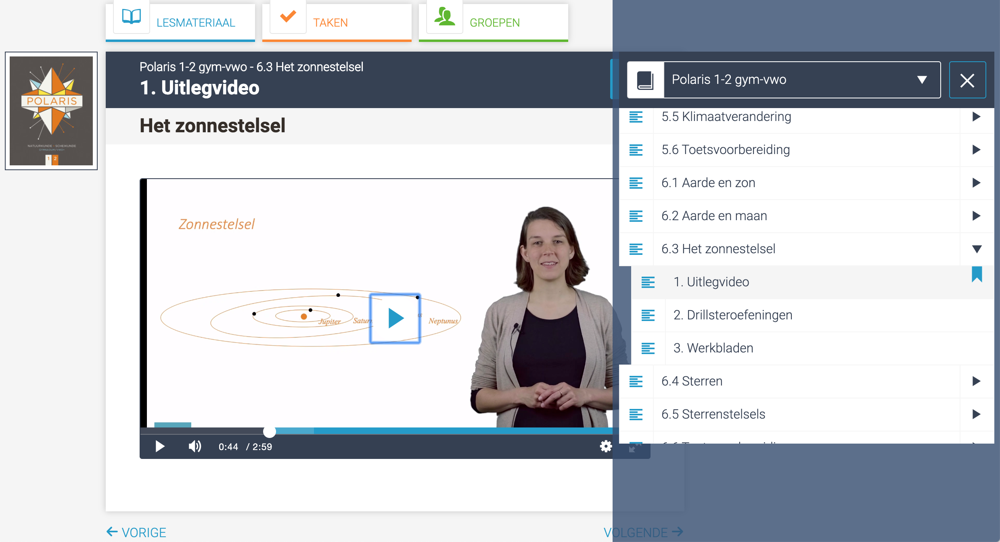 LESMATERIAAL
TAKEN
GROEPEN
POLARIS
NATUURKUNDE - SCHEIKUNDE
GYMNASIUM/VWO+
1 2
Polaris 1-2 gym-vwo - 6.3 Het zonnestelsel
1. Uitlegvideo
Het zonnestelsel
Zonnestelsel
Jupiter
Neptunus
0:44 / 2:59
VORIGE
VOLGENDE
Polaris 1-2 gym-vwo
5.5 Klimaatverandering
5.6 Toetsvoorbereiding
6.1 Aarde en zon
6.2 Aarde en maan
6.3 Het zonnestelsel
1. Uitlegvideo
2. Drillsteroefeningen
3. Werkbladen
6.4 Sterren
6.5 Sterrenstelsels